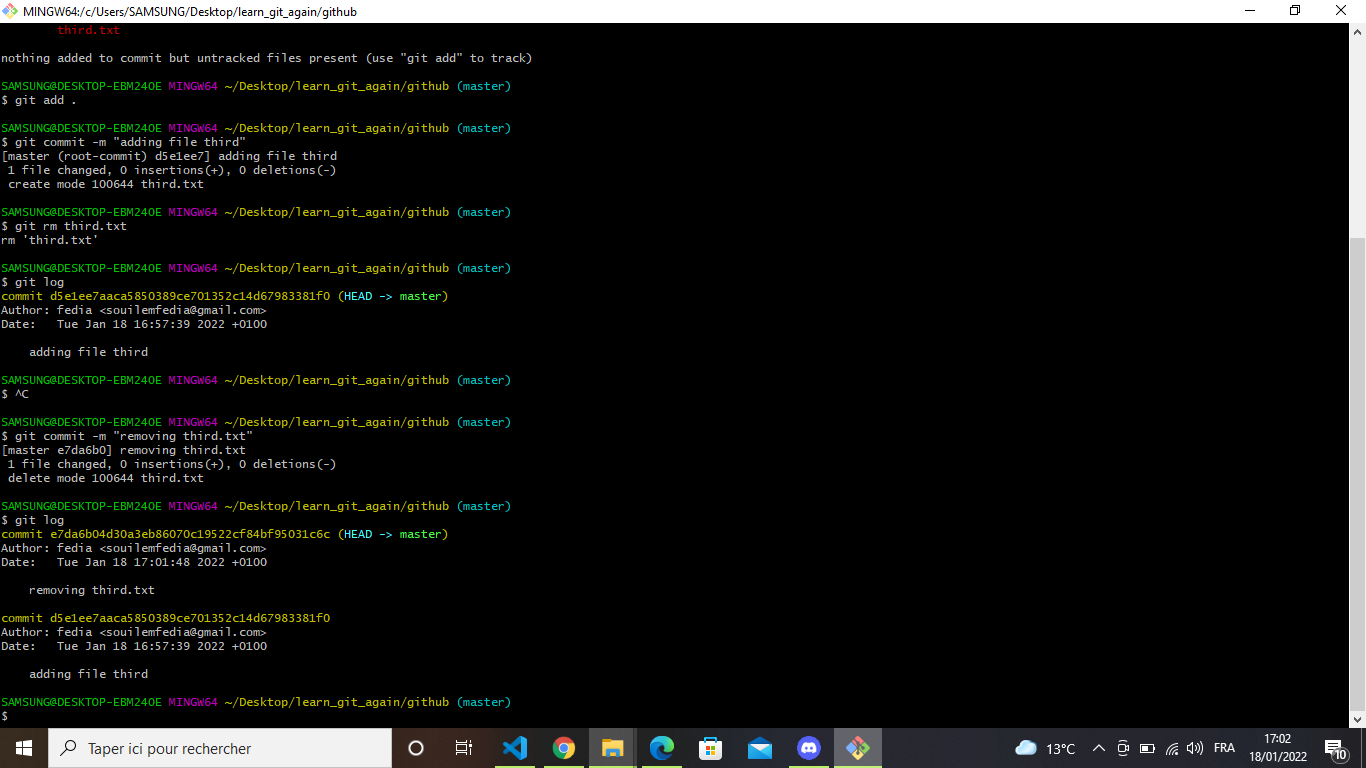 MINGW64:/c/Users/SAMSUNG/Desktop/learn_git_again/github
        third.txt
nothing added to commit but untracked files present (use "git add" to track)
SAMSUNG@DESKTOP-EBM24OE MINGW64 ~/Desktop/learn_git_again/github (master)
$ git add .
SAMSUNG@DESKTOP-EBM24OE MINGW64 ~/Desktop/learn_git_again/github (master)
$ git commit -m "adding file third"
[master (root-commit) d5e1ee7] adding file third
 1 file changed, 0 insertions(+), 0 deletions(-)
 create mode 100644 third.txt
SAMSUNG@DESKTOP-EBM24OE MINGW64 ~/Desktop/learn_git_again/github (master)
$ git rm third.txt
rm 'third.txt'
SAMSUNG@DESKTOP-EBM24OE MINGW64 ~/Desktop/learn_git_again/github (master)
$ git log
commit d5e1ee7aaca5850389ce701352c14d67983381f0 (HEAD -> master)
Author: fedia <souilemfedia@gmail.com>
Date:   Tue Jan 18 16:57:39 2022 +0100
    adding file third
SAMSUNG@DESKTOP-EBM24OE MINGW64 ~/Desktop/learn_git_again/github (master)
$ ^C
SAMSUNG@DESKTOP-EBM24OE MINGW64 ~/Desktop/learn_git_again/github (master)
$ git commit -m "removing third.txt"
[master e7da6b0] removing third.txt
 1 file changed, 0 insertions(+), 0 deletions(-)
 delete mode 100644 third.txt
SAMSUNG@DESKTOP-EBM24OE MINGW64 ~/Desktop/learn_git_again/github (master)
$ git log
commit e7da6b04d30a3eb86070c19522cf84bf95031c6c (HEAD -> master)
Author: fedia <souilemfedia@gmail.com>
Date:   Tue Jan 18 17:01:48 2022 +0100
    removing third.txt
commit d5e1ee7aaca5850389ce701352c14d67983381f0
Author: fedia <souilemfedia@gmail.com>
Date:   Tue Jan 18 16:57:39 2022 +0100
    adding file third
SAMSUNG@DESKTOP-EBM24OE MINGW64 ~/Desktop/learn_git_again/github (master)
$
Taper ici pour rechercher
13°C
FRA
17:02
18/01/2022
10